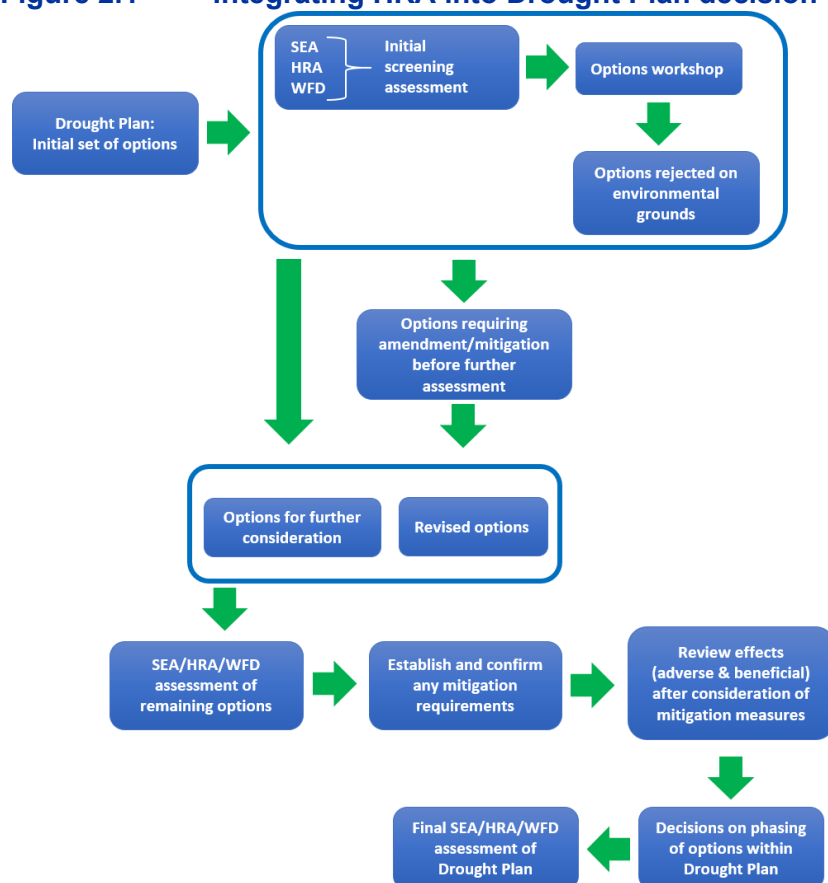 Figure 2.1 Integrating HRA into Drought Plan decision
SEA
HRA
WFD
Initial
screening
assessment
Options workshop
Drought Plan:
Initial set of options
Options rejected on
environmental
grounds
Options requiring
amendment/mitigation
before further
assessment
Options for further
consideration
Revised options
SEA/HRA/WFD
assessment of
remaining options
Establish and confirm
any mitigation
requirements
Review effects
(adverse & beneficial)
after consideration of
mitigation measures
Final SEA/HRA/WFD
assessment of
Drought Plan
Decisions on phasing
of options within
Drought Plan